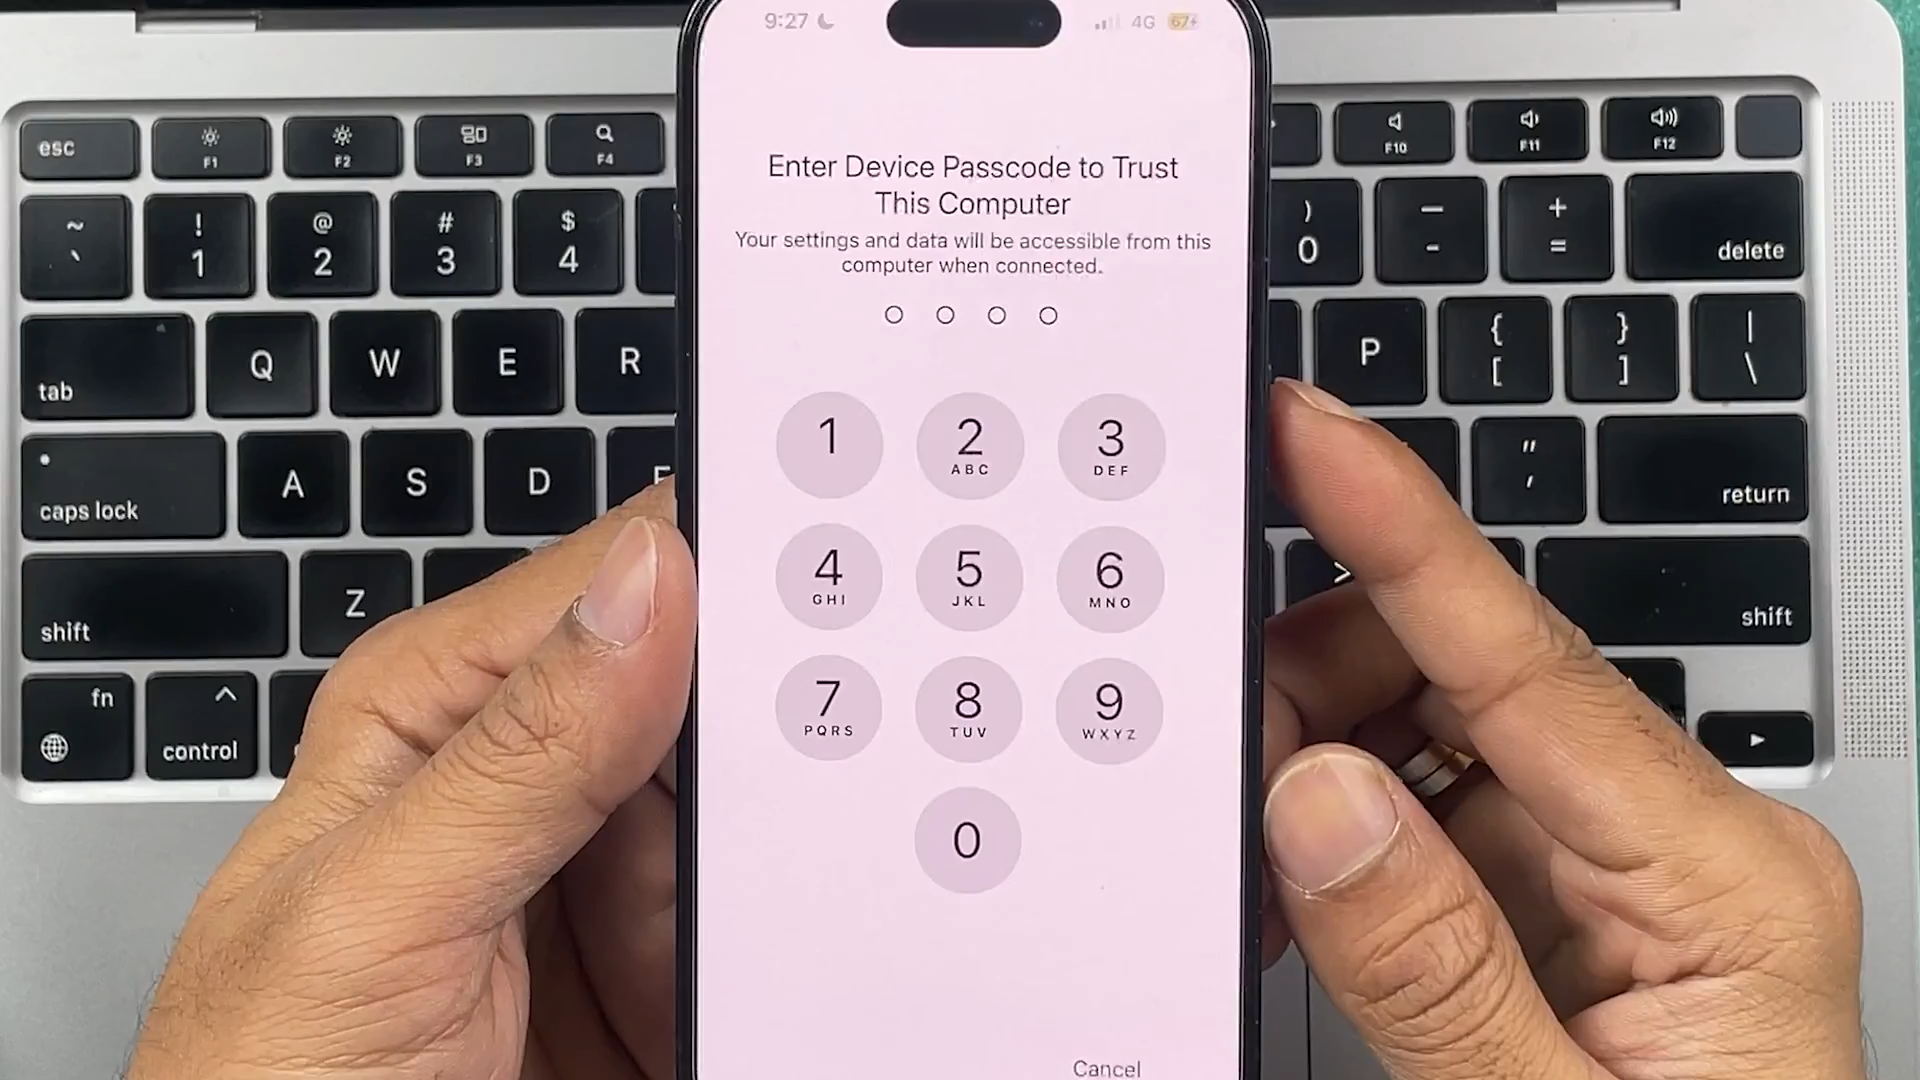 9:27
4G
67
Enter Device Passcode to Trust
This Computer
Your settings and data will be accessible from this
computer when connected.
1
2
ABC
3
DEF
4
GHI
5
JKL
6
MNO
7
PQRS
8
TUV
9
WXYZ
0
Cancel
esc
F1
F2
F3
F4
F10
F11
F12
~
`
!
1
@
2
#
3
$
4
)
0
—
-
+
=
delete
tab
Q
W
E
R
P
{
[
}
]
|
\
caps lock
A
S
D
F
"
'
return
shift
Z
>
shift
fn
^
control